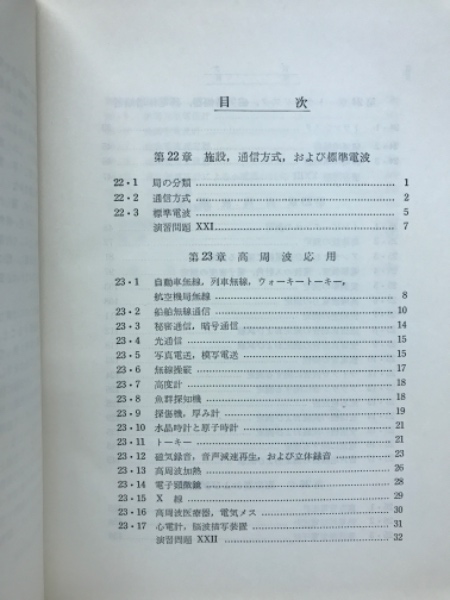 目 次
第22章 施設，通信方式，および標準電波
22・1 局の分類 1
22・2 通信方式 2
22・3 標準電波 5
演習問題 XXI 7
第23章 高周波応用
23・1 自動車無線，列車無線，ウォーキートーキー，
航空機局無線 8
23・2 船舶無線通信 10
23・3 秘密通信，暗号通信 14
23・4 光通信 15
23・5 写真電送，模写電送 15
23・6 無線操縦 17
23・7 高度計 18
23・8 魚群探知機 18
23・9 探傷機，厚み計 19
23・10 水晶時計と原子時計 21
23・11 トーキー 21
23・12 磁気録音，音声減速再生，および立体録音 23
23・13 高周波加熱 26
23・14 電子顕微鏡 28
23・15 X 線 29
23・16 高周波医療器，電気メス 30
23・17 心電計，脳波描写装置 31
演習問題 XXII 32